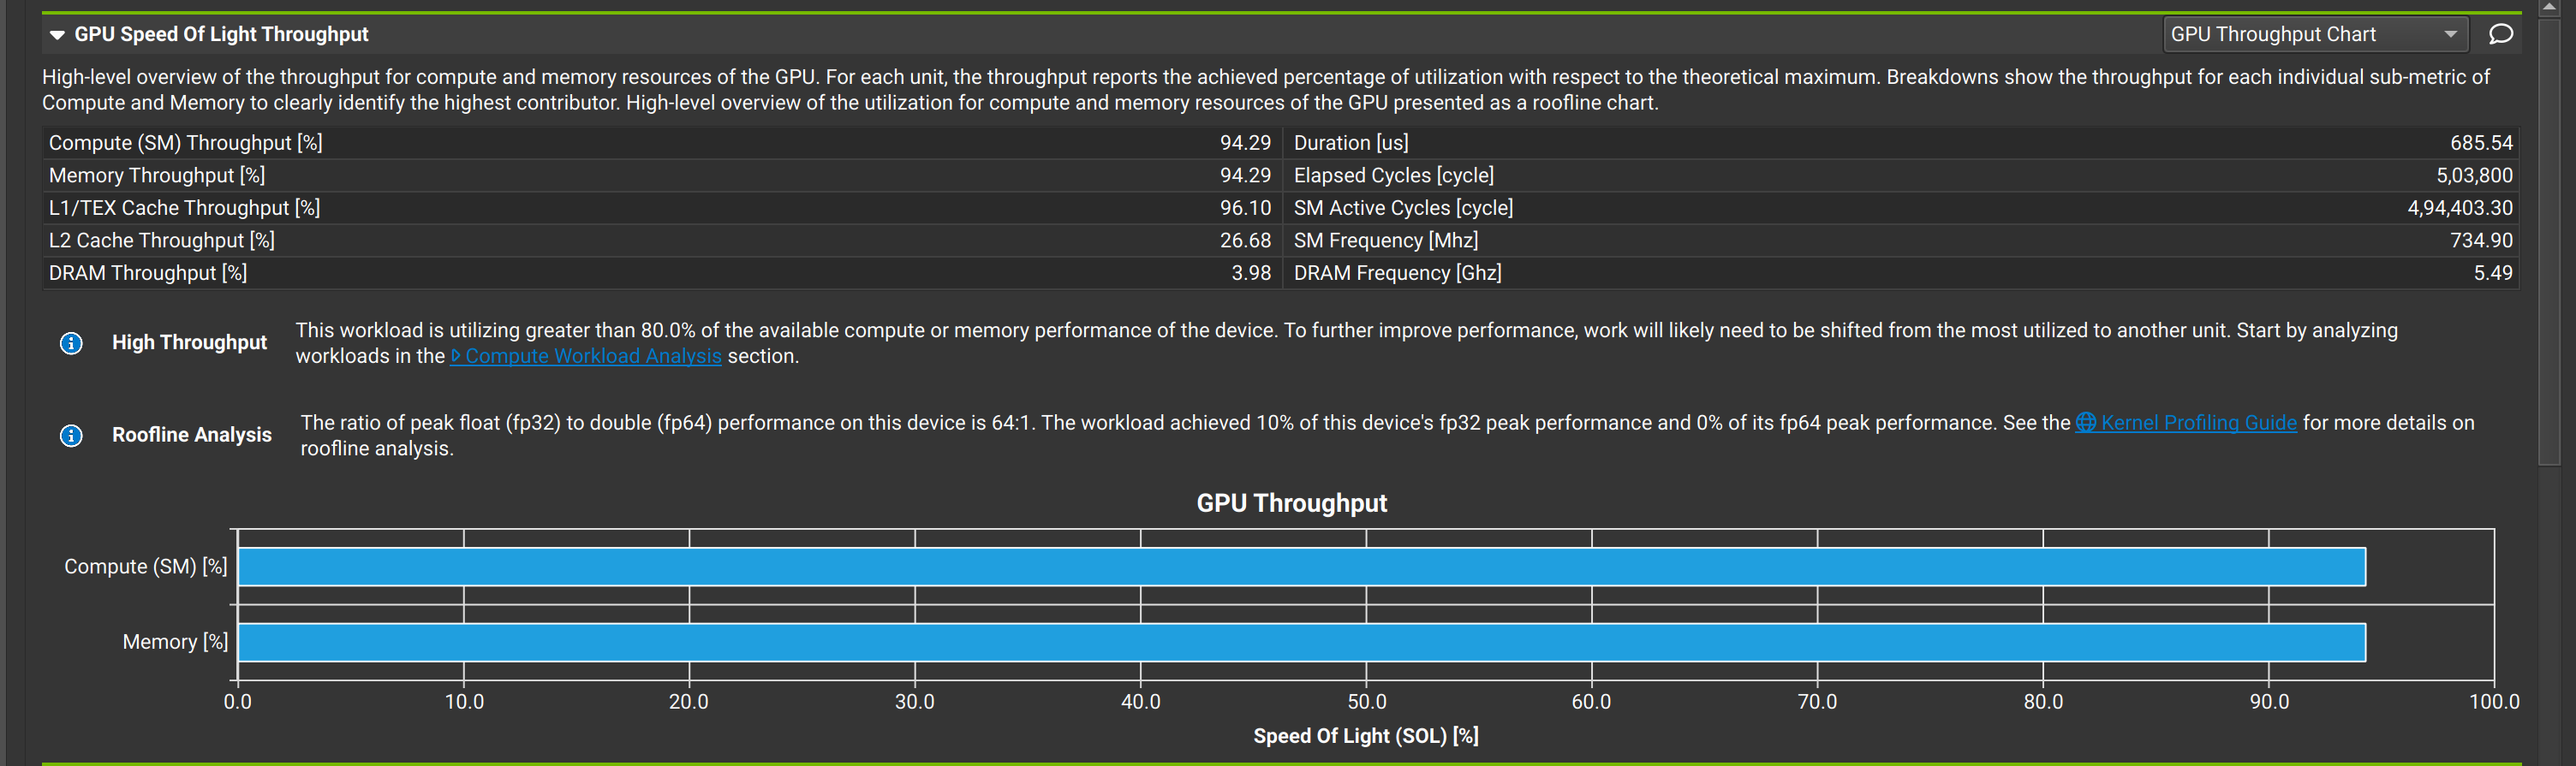 GPU Speed Of Light Throughput
GPU Throughput Chart
High-level overview of the throughput for compute and memory resources of the GPU. For each unit, the throughput reports the achieved percentage of utilization with respect to the theoretical maximum. Breakdowns show the throughput for each individual sub-metric of
Compute and Memory to clearly identify the highest contributor. High-level overview of the utilization for compute and memory resources of the GPU presented as a roofline chart.
Compute (SM) Throughput [%] 94.29 Duration [us] 685.54
Memory Throughput [%] 94.29 Elapsed Cycles [cycle] 5,03,800
L1/TEX Cache Throughput [%] 96.10 SM Active Cycles [cycle] 4,94,403.30
L2 Cache Throughput [%] 26.68 SM Frequency [Mhz] 734.90
DRAM Throughput [%] 3.98 DRAM Frequency [Ghz] 5.49
High Throughput
This workload is utilizing greater than 80.0% of the available compute or memory performance of the device. To further improve performance, work will likely need to be shifted from the most utilized to another unit. Start by analyzing
workloads in the Compute Workload Analysis section.
Roofline Analysis
The ratio of peak float (fp32) to double (fp64) performance on this device is 64:1. The workload achieved 10% of this device's fp32 peak performance and 0% of its fp64 peak performance. See the Kernel Profiling Guide for more details on
roofline analysis.
GPU Throughput
Compute (SM) [%]
Memory [%]
0.0 10.0 20.0 30.0 40.0 50.0 60.0 70.0 80.0 90.0 100.0
Speed Of Light (SOL) [%]